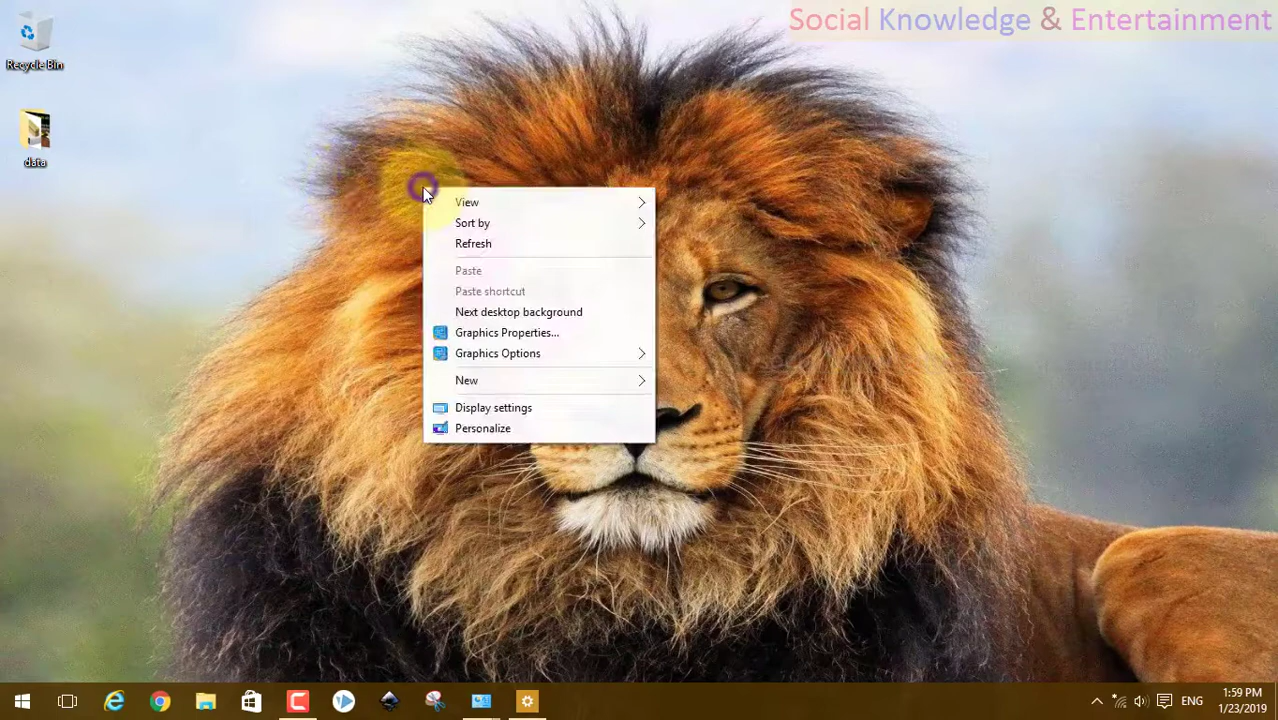 Social Knowledge & Entertainment
Recycle Bin
data
View
Sort by
Refresh
Paste
Paste shortcut
Next desktop background
Graphics Properties...
Graphics Options
New
Display settings
Personalize
ENG
1:59 PM
1/23/2019